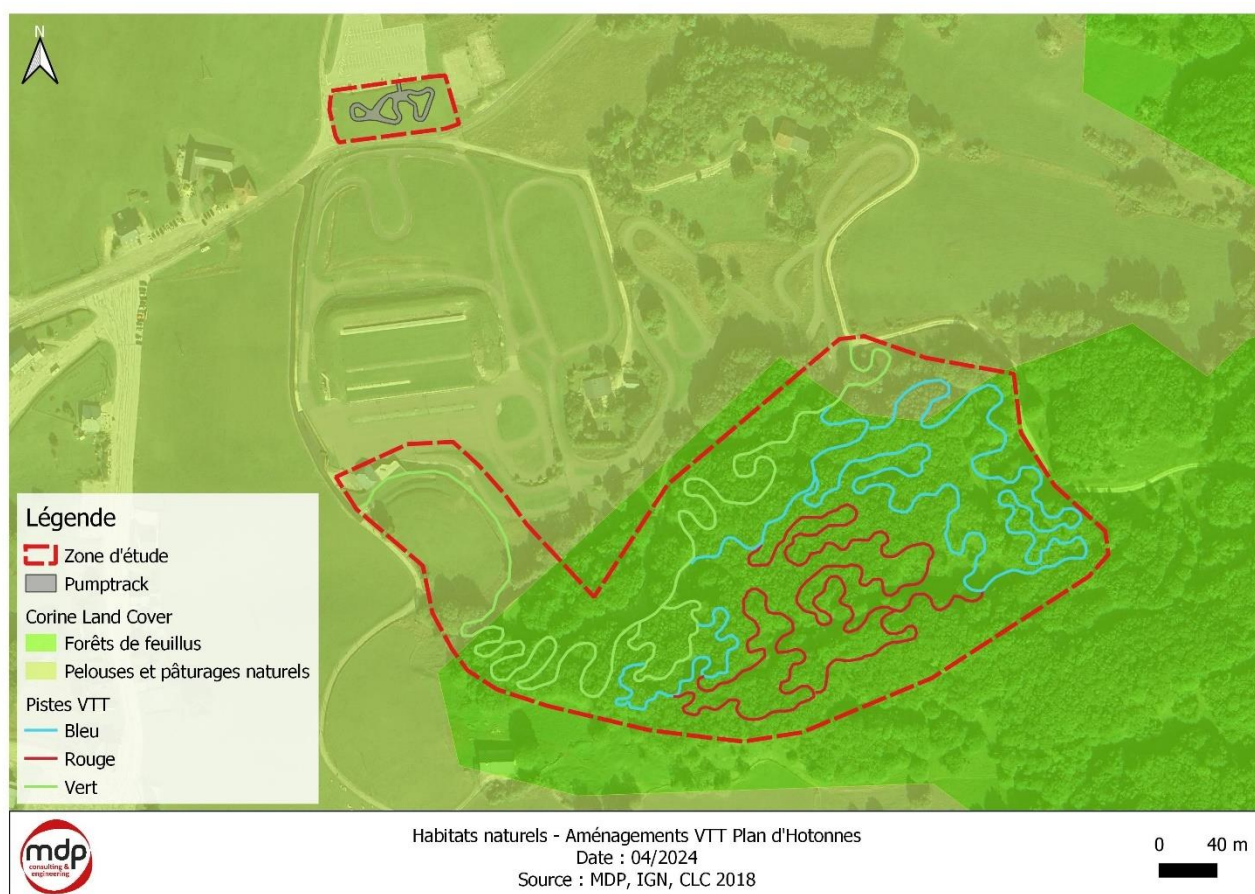 N
Légende
Zone d'étude
Pumptrack
Corine Land Cover
Forêts de feuillus
Pelouses et pâturages naturels
Pistes VTT
Bleu
Rouge
Vert
mdp
consulting &
engineering
Habitats naturels - Aménagements VTT Plan d'Hotonnes
Date : 04/2024
Source : MDP, IGN, CLC 2018
0 40 m